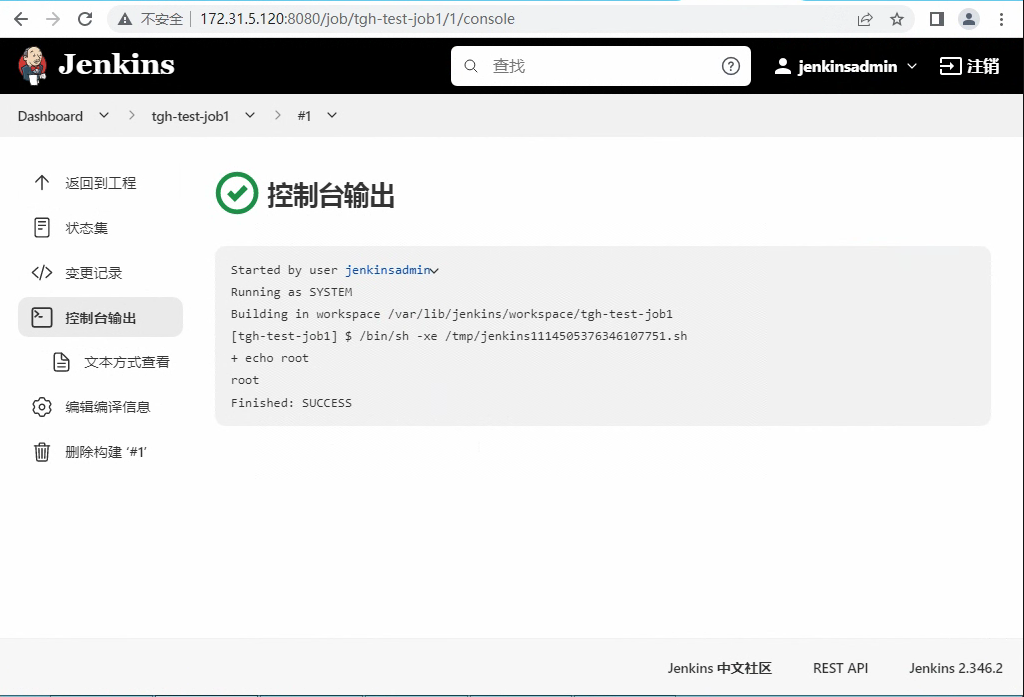 不安全 172.31.5.120:8080/job/tgh-test-job1/1/console
Jenkins
查找
jenkinsadmin
注销
Dashboard
tgh-test-job1
#1
返回到工程
状态集
变更记录
控制台输出
文本方式查看
编辑编译信息
删除构建 ‘#1’
控制台输出
Started by user jenkinsadmin
Running as SYSTEM
Building in workspace /var/lib/jenkins/workspace/tgh-test-job1
[tgh-test-job1] $ /bin/sh -xe /tmp/jenkins1114505376346107751.sh
+ echo root
root
Finished: SUCCESS
Jenkins 中文社区
REST API
Jenkins 2.346.2